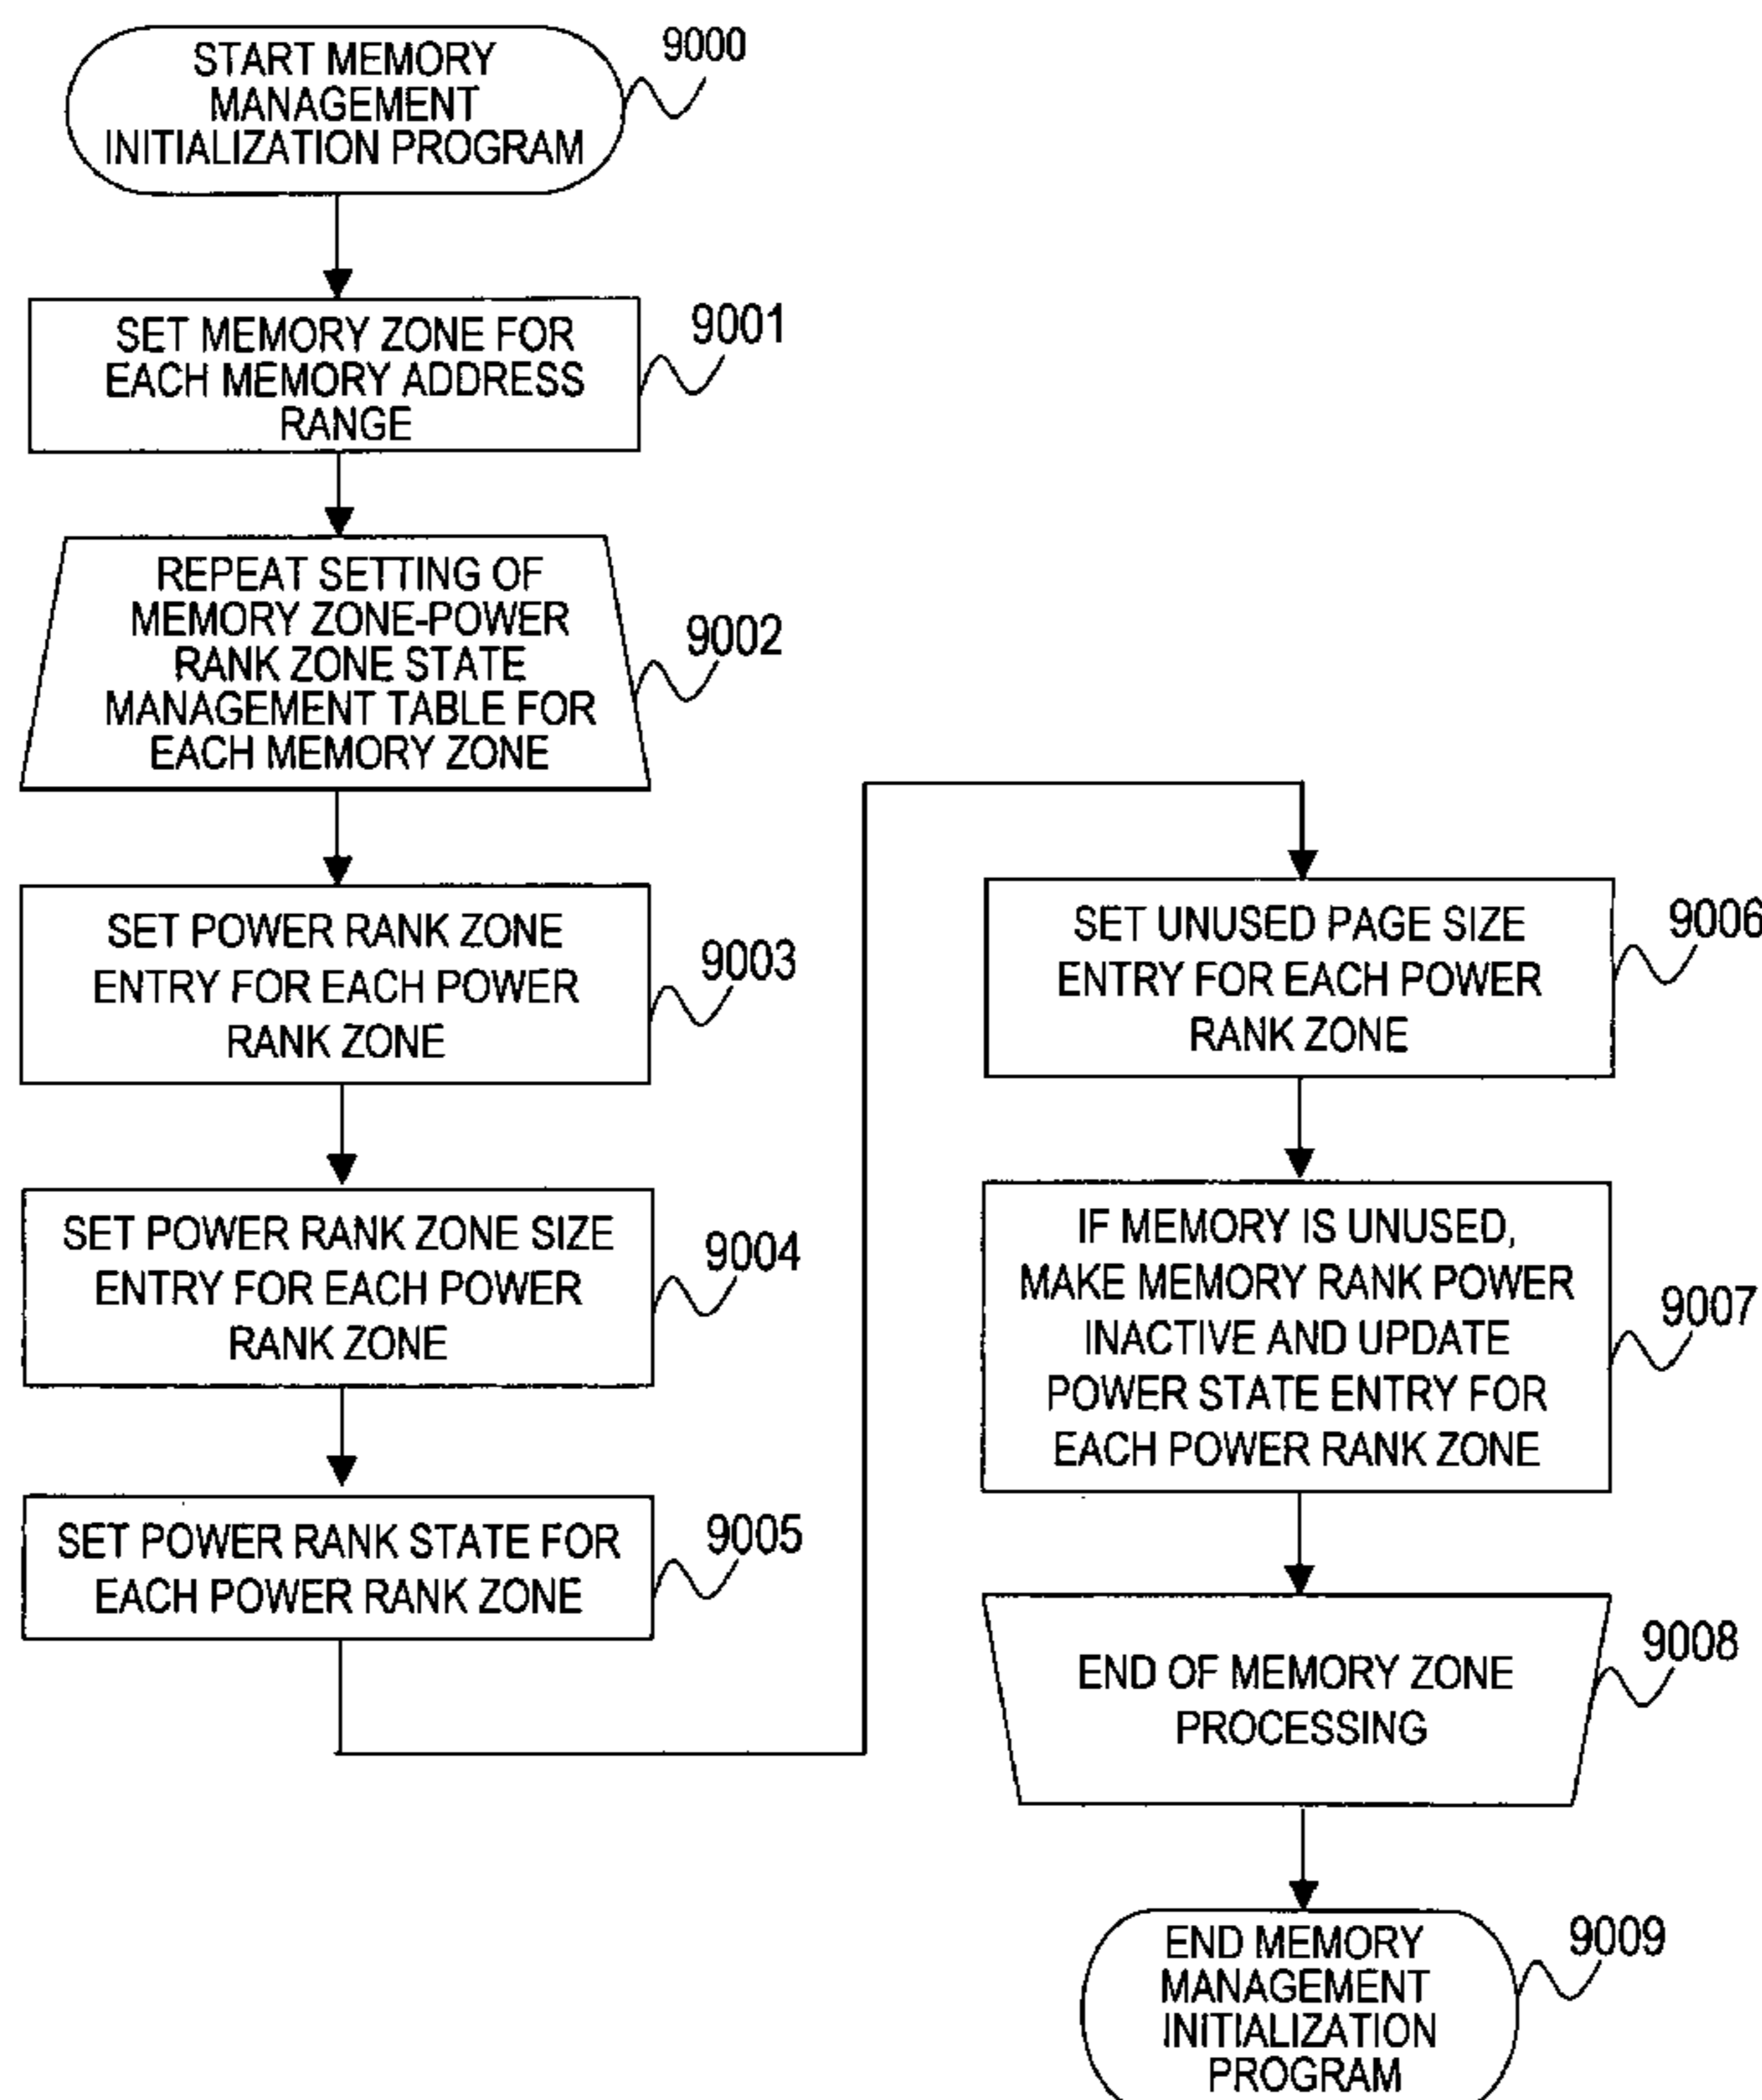 START MEMORY
MANAGEMENT
INITIALIZATION PROGRAM
9000
SET MEMORY ZONE FOR
EACH MEMORY ADDRESS
RANGE
9001
REPEAT SETTING OF
MEMORY ZONE-POWER
RANK ZONE STATE
MANAGEMENT TABLE FOR
EACH MEMORY ZONE
9002
SET POWER RANK ZONE
ENTRY FOR EACH POWER
RANK ZONE
9003
SET POWER RANK ZONE SIZE
ENTRY FOR EACH POWER
RANK ZONE
9004
SET POWER RANK STATE FOR
EACH POWER RANK ZONE
9005
SET UNUSED PAGE SIZE
ENTRY FOR EACH POWER
RANK ZONE
9006
IF MEMORY IS UNUSED,
MAKE MEMORY RANK POWER
INACTIVE AND UPDATE
POWER STATE ENTRY FOR
EACH POWER RANK ZONE
9007
END OF MEMORY ZONE
PROCESSING
9008
END MEMORY
MANAGEMENT
INITIALIZATION
PROGRAM
9009